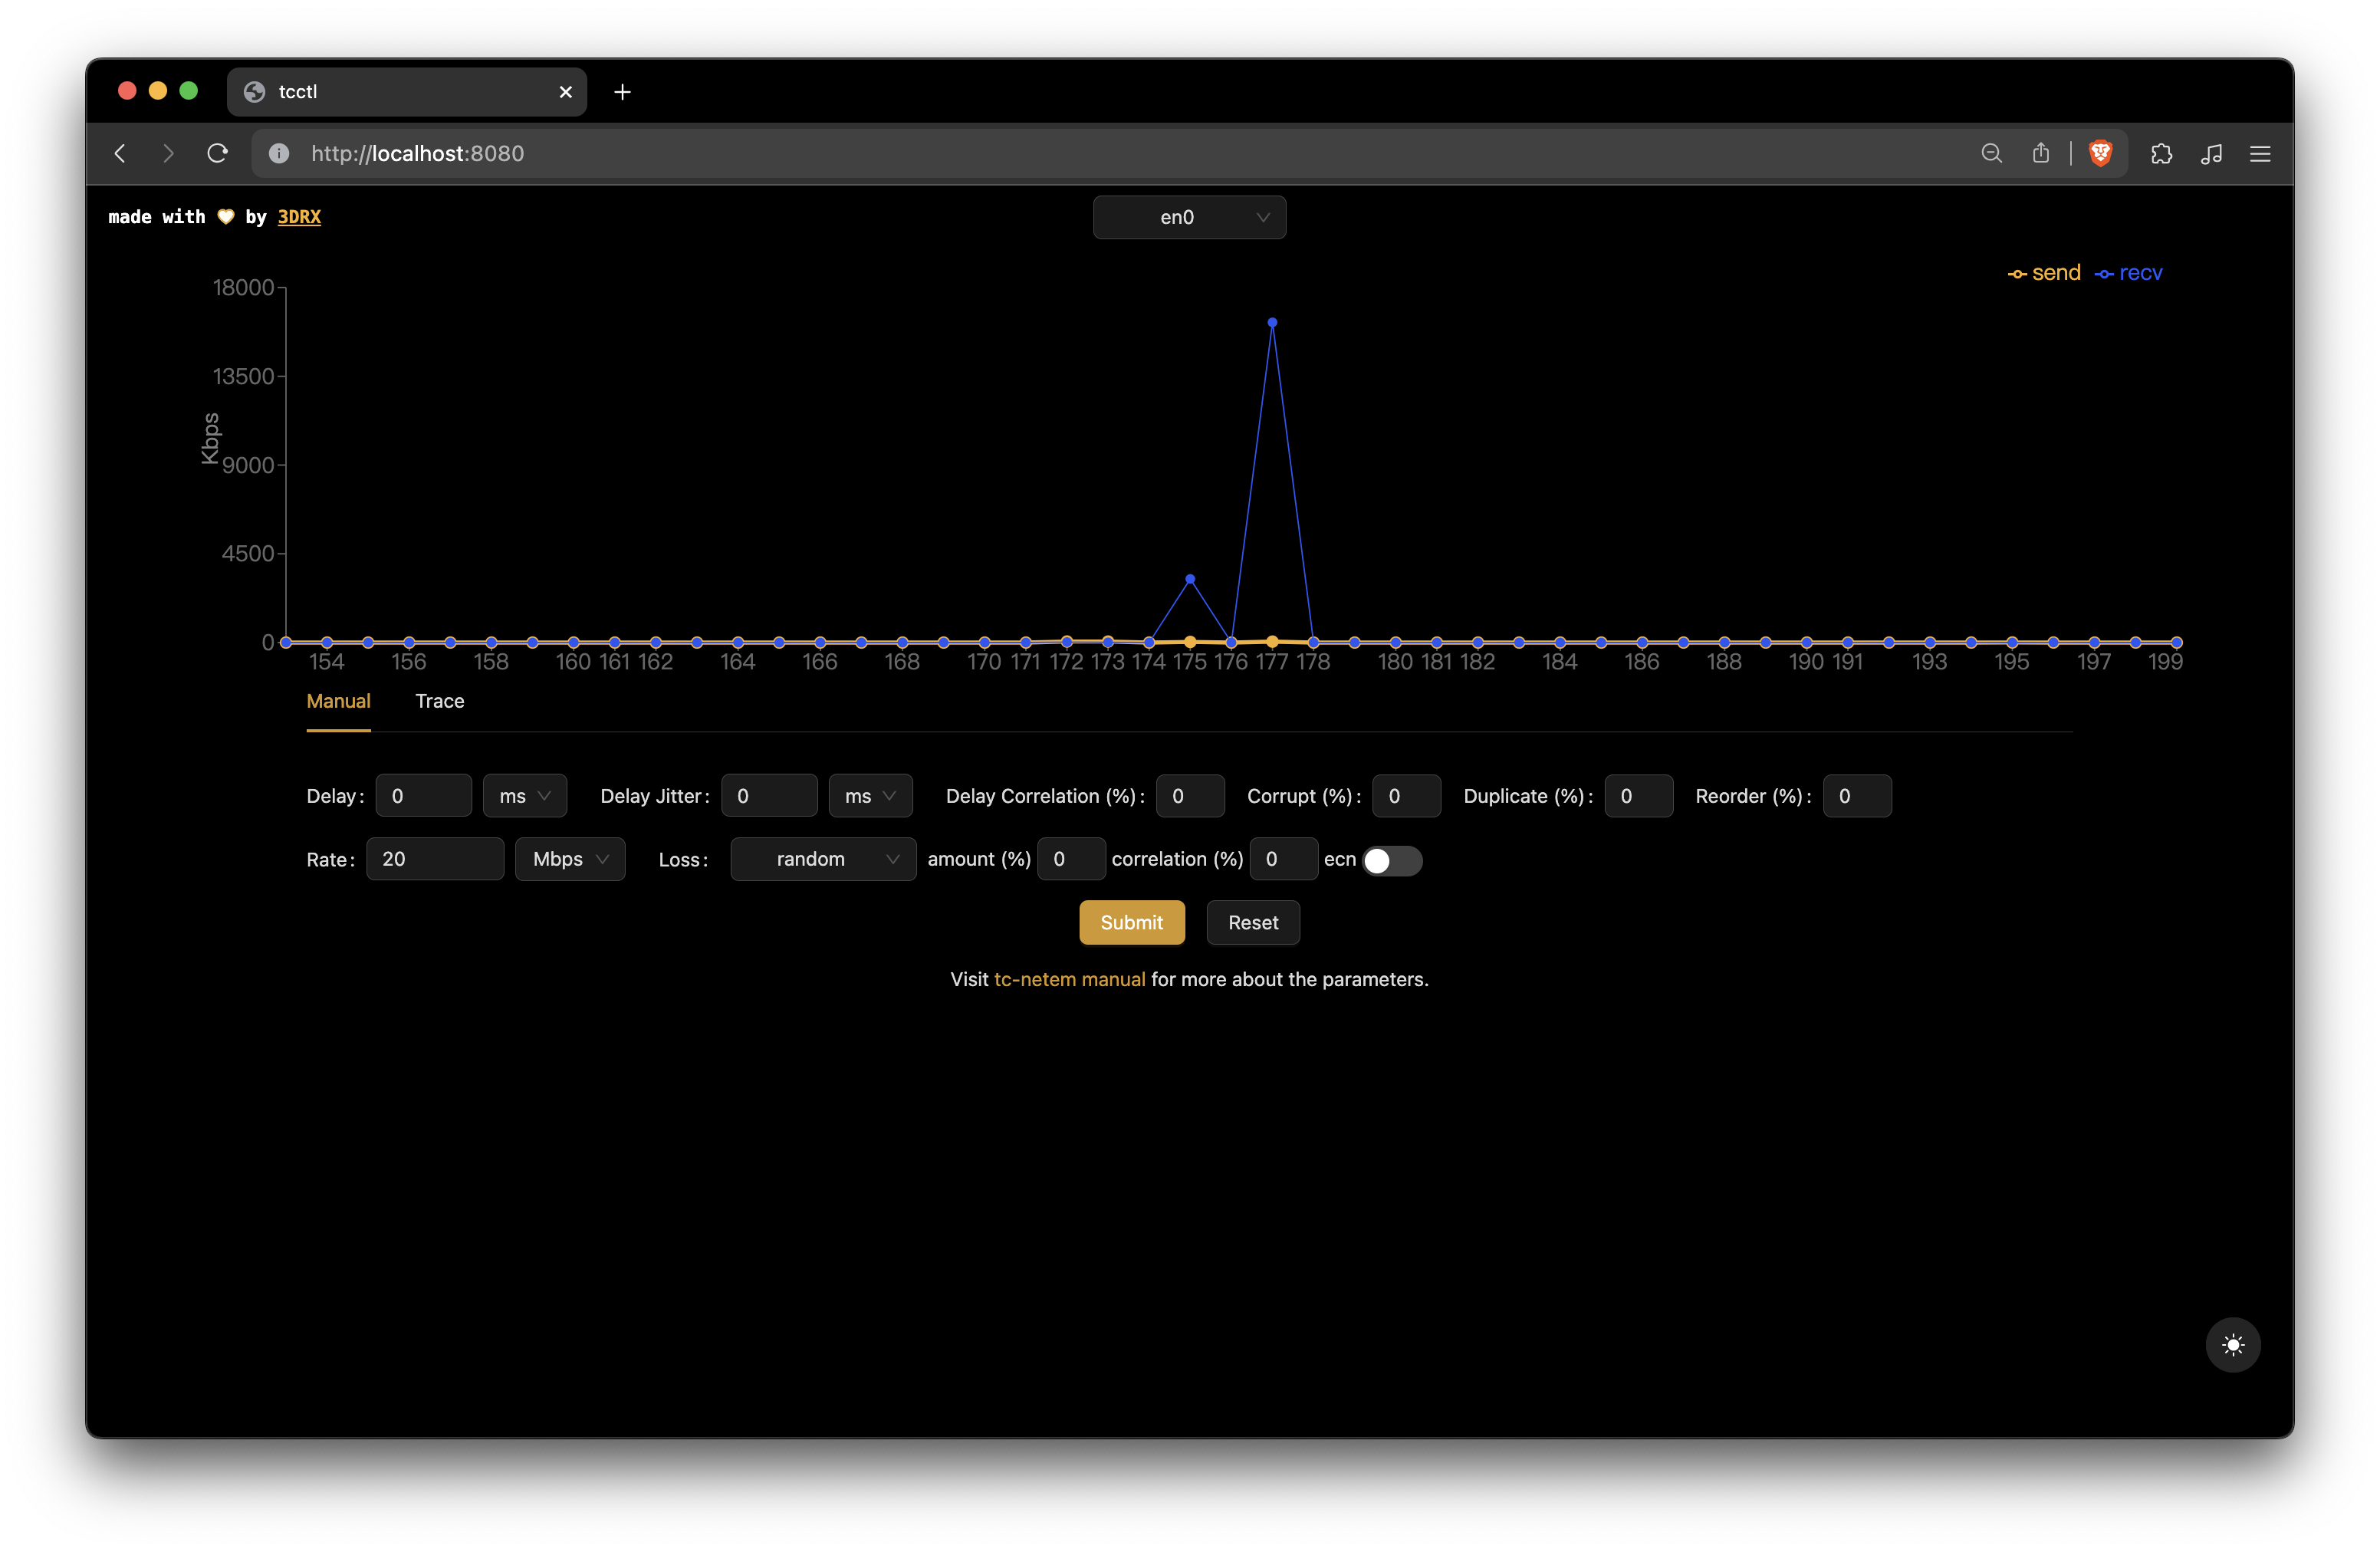 tcctl
http://localhost:8080
made with 🤍 by 3DRX
en0
send recv
18000
13500
9000
4500
0
Kbps
154 156 158 160 161 162 164 166 168 170 171 172 173 174 175 176 177 178 180 181 182 184 186 188 190 191 193 195 197 199
Manual Trace
Delay: 0 ms Delay Jitter: 0 ms Delay Correlation (%): 0 Corrupt (%): 0 Duplicate (%): 0 Reorder (%): 0
Rate: 20 Mbps Loss: random amount (%) 0 correlation (%) 0 ecn
Submit Reset
Visit tc-netem manual for more about the parameters.